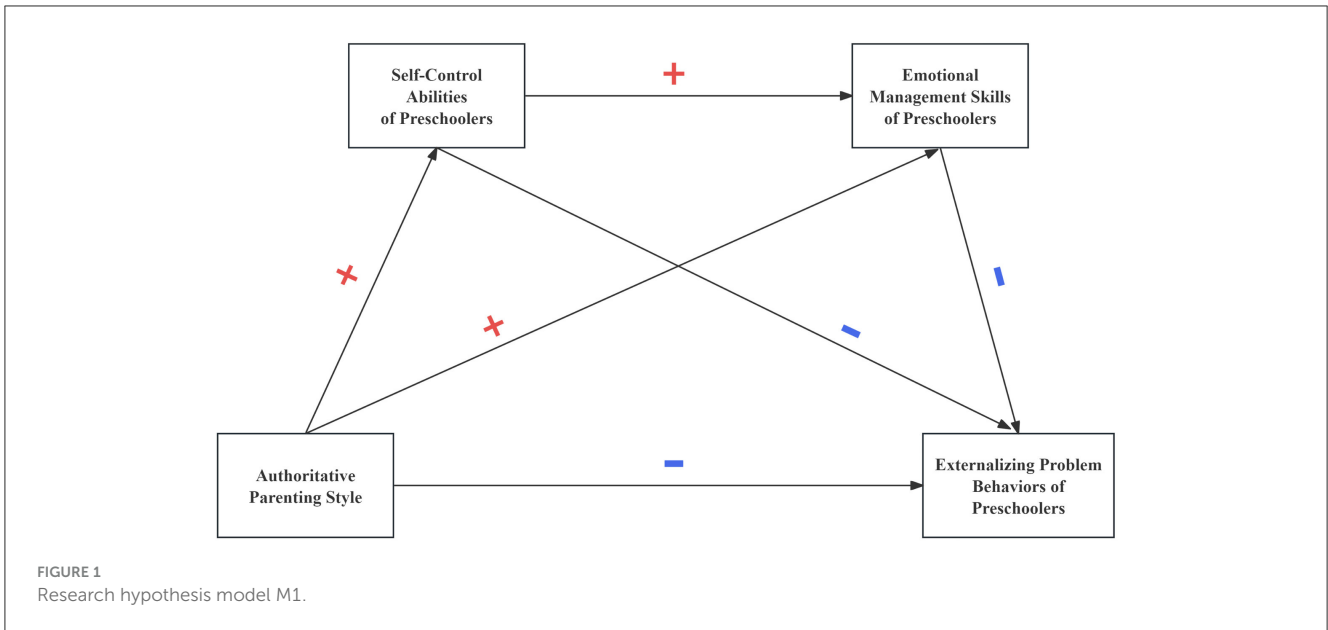 Self-Control
Abilities
of Preschoolers
+
Emotional
Management Skills
of Preschoolers
+
+
-
-
Authoritative
Parenting Style
-
Externalizing Problem
Behaviors of
Preschoolers
FIGURE 1
Research hypothesis model M1.